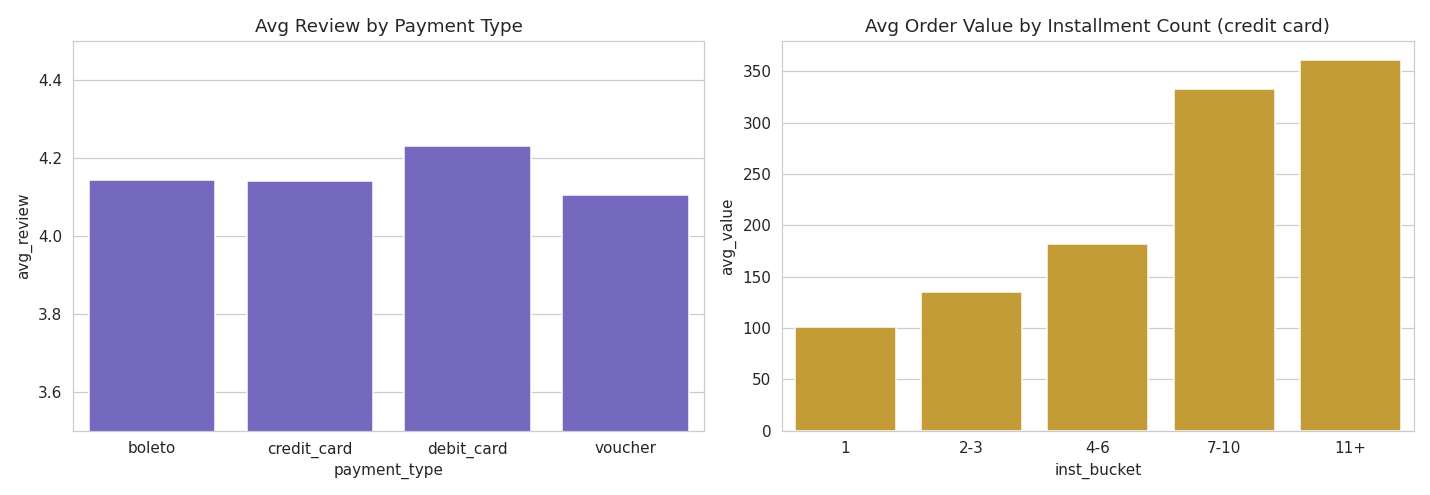 Avg Review by Payment Type
avg_review
4.4
4.2
4.0
3.8
3.6
boleto credit_card debit_card voucher
payment_type
Avg Order Value by Installment Count (credit card)
avg_value
350
300
250
200
150
100
50
0
1 2-3 4-6 7-10 11+
inst_bucket